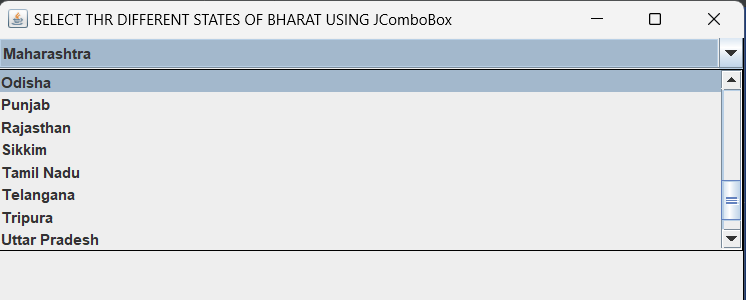 SELECT THR DIFFERENT STATES OF BHARAT USING JComboBox
Maharashtra
Odisha
Punjab
Rajasthan
Sikkim
Tamil Nadu
Telangana
Tripura
Uttar Pradesh